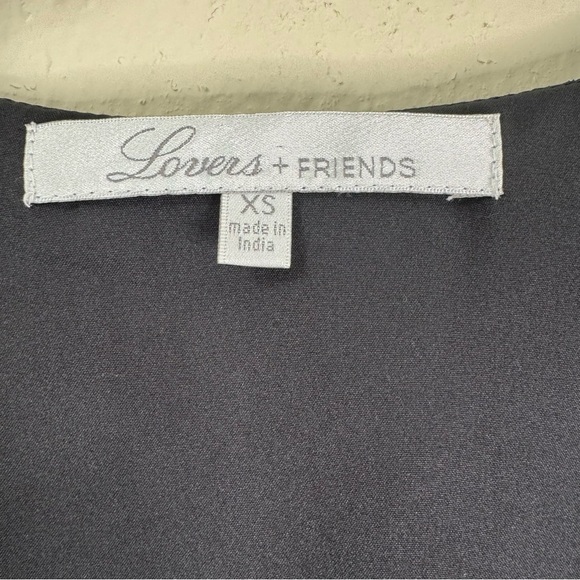 Lovers + FRIENDS
XS
made in
India